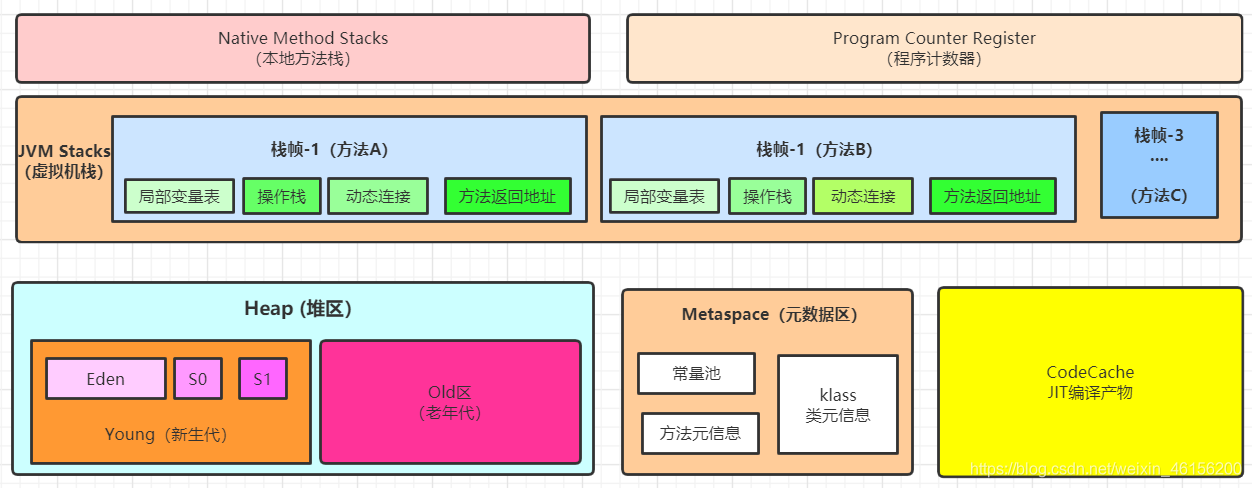 Native Method Stacks
（本地方法栈）
Program Counter Register
（程序计数器）
JVM Stacks
(虚拟机栈)
栈帧-1（方法A）
局部变量表
操作栈
动态连接
方法返回地址
栈帧-1（方法B）
局部变量表
操作栈
动态连接
方法返回地址
栈帧-3
....
（方法C）
Heap (堆区)
Eden
S0
S1
Young（新生代）
Old区
（老年代）
Metaspace（元数据区）
常量池
方法元信息
klass
类元信息
CodeCache
JIT编译产物
https://blog.csdn.net/weixin_46156200